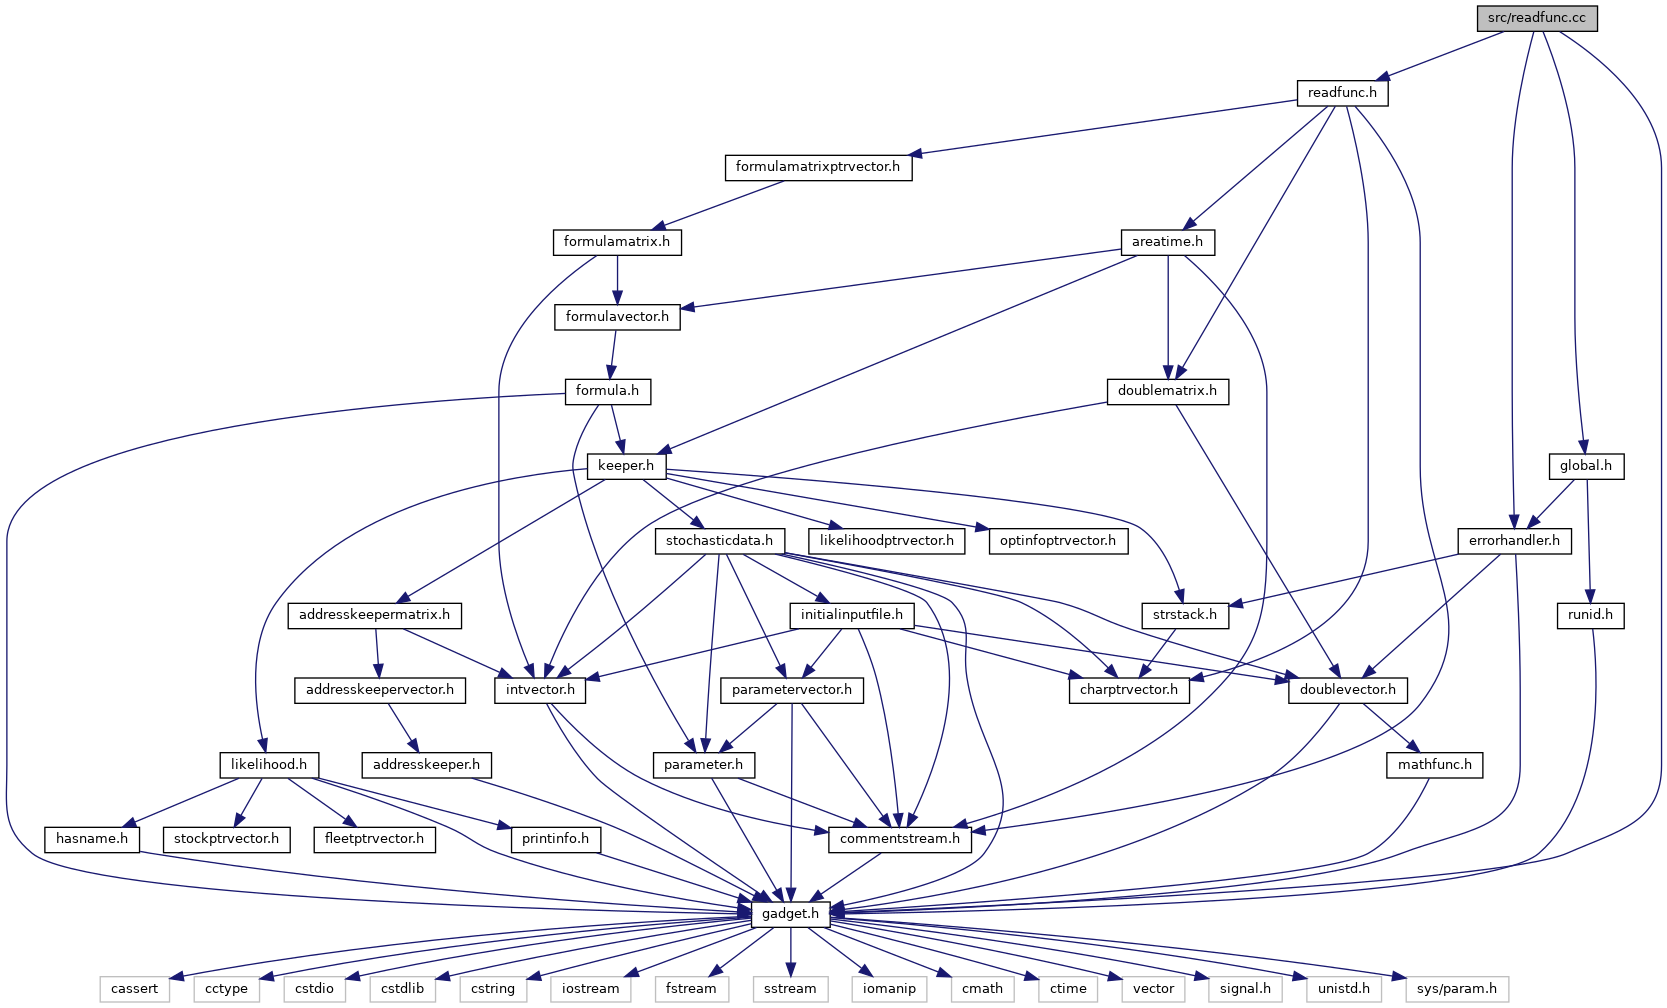 src/readfunc.cc
readfunc.h
formulamatrixptrvector.h
formulamatrix.h
areatime.h
formulavector.h
formula.h
doublematrix.h
keeper.h
global.h
stochasticdata.h
likelihoodptrvector.h
optinfoptrvector.h
errorhandler.h
addresskeepermatrix.h
initialinputfile.h
strstack.h
runid.h
addresskeepervector.h
intvector.h
parametervector.h
charptrvector.h
doublevector.h
likelihood.h
addresskeeper.h
parameter.h
mathfunc.h
hasname.h
stockptrvector.h
fleetptrvector.h
printinfo.h
commentstream.h
gadget.h
cassert
cctype
cstdio
cstdlib
cstring
iostream
fstream
sstream
iomanip
cmath
ctime
vector
signal.h
unistd.h
sys/param.h